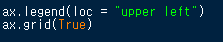 ax.legend(loc = "upper left")
ax.grid(True)